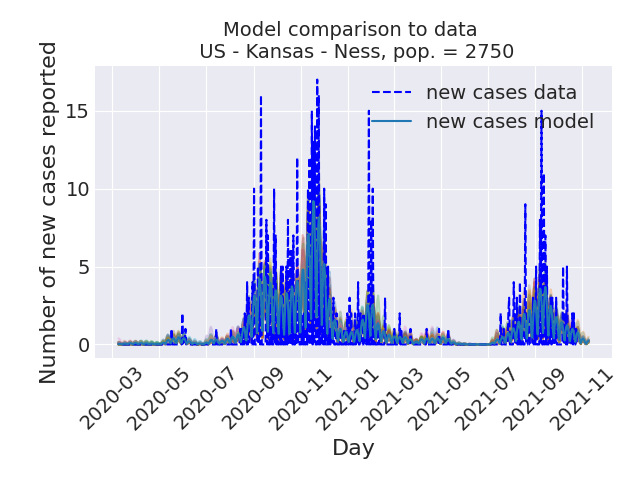 Model comparison to data
US - Kansas - Ness, pop. = 2750
new cases data
new cases model
Number of new cases reported
15
10
5
0
2020-03
2020-05
2020-07
2020-09
2020-11
2021-01
2021-03
2021-05
2021-07
2021-09
2021-11
Day